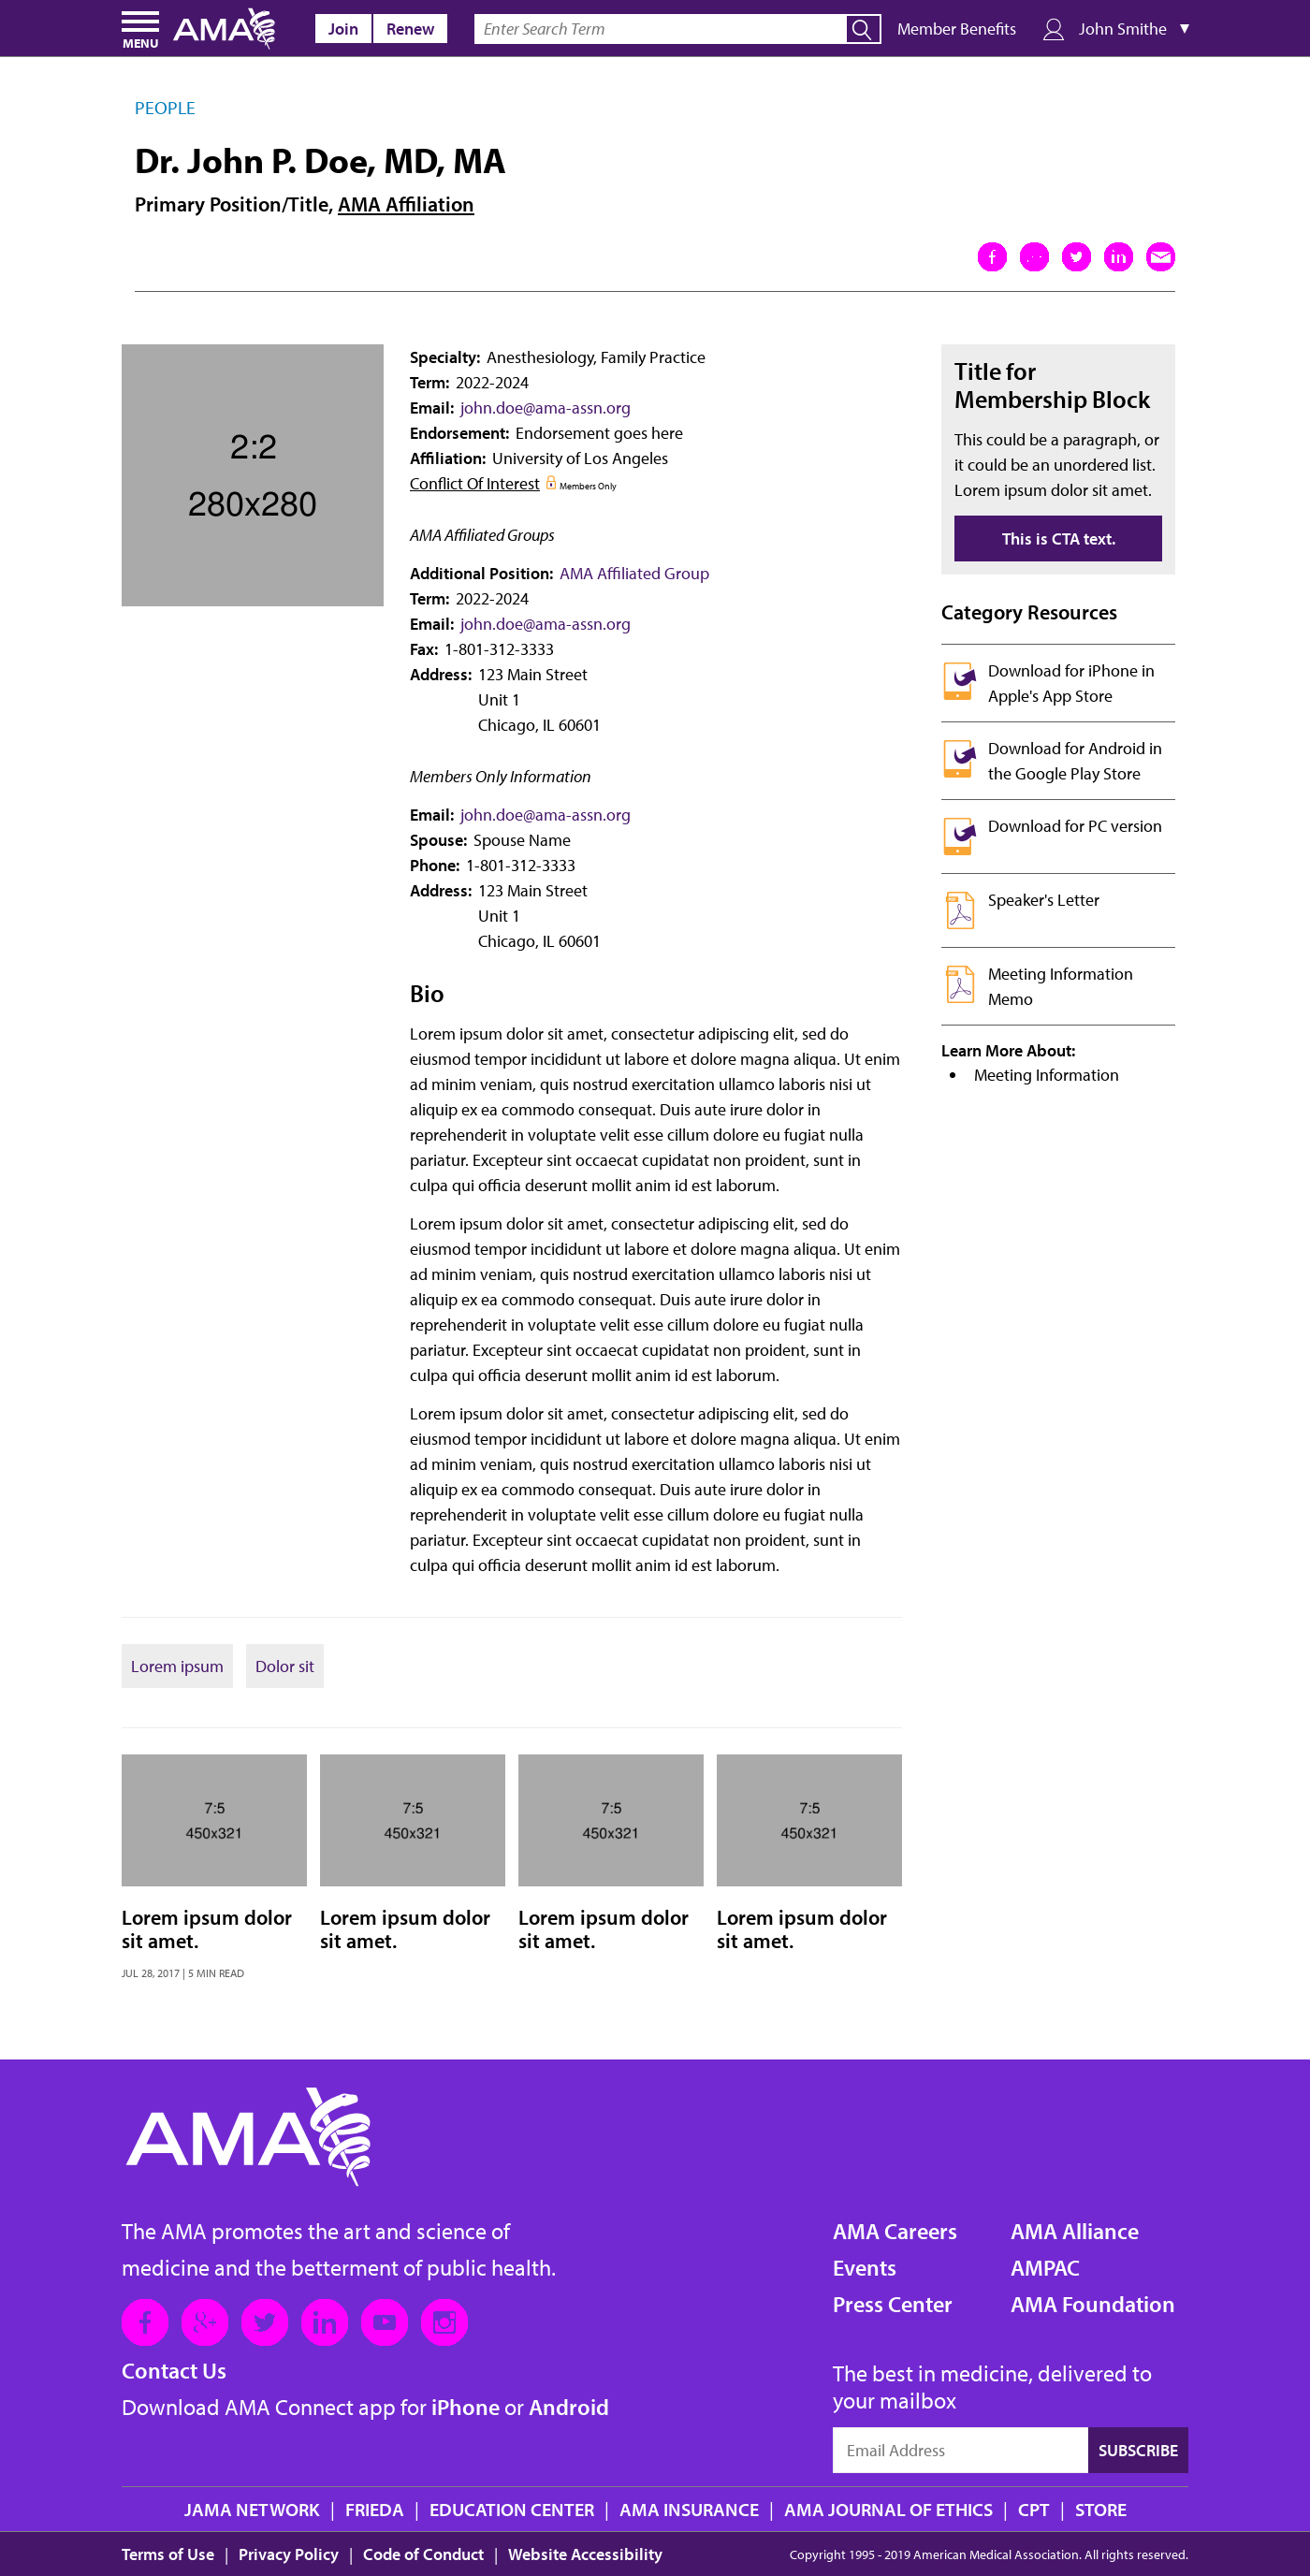 MENU
AMA
Join
Renew
Enter Search Term
Member Benefits
John Smithe ▼
PEOPLE
Dr. John P. Doe, MD, MA
Primary Position/Title, AMA Affiliation
2:2
280x280
Specialty: Anesthesiology, Family Practice
Term: 2022-2024
Email: john.doe@ama-assn.org
Endorsement: Endorsement goes here
Affiliation: University of Los Angeles
Conflict Of Interest Members Only
AMA Affiliated Groups
Additional Position: AMA Affiliated Group
Term: 2022-2024
Email: john.doe@ama-assn.org
Fax: 1-801-312-3333
Address: 123 Main Street
Unit 1
Chicago, IL 60601
Members Only Information
Email: john.doe@ama-assn.org
Spouse: Spouse Name
Phone: 1-801-312-3333
Address: 123 Main Street
Unit 1
Chicago, IL 60601
Bio
Lorem ipsum dolor sit amet, consectetur adipiscing elit, sed do
eiusmod tempor incididunt ut labore et dolore magna aliqua. Ut enim
ad minim veniam, quis nostrud exercitation ullamco laboris nisi ut
aliquip ex ea commodo consequat. Duis aute irure dolor in
reprehenderit in voluptate velit esse cillum dolore eu fugiat nulla
pariatur. Excepteur sint occaecat cupidatat non proident, sunt in
culpa qui officia deserunt mollit anim id est laborum.
Lorem ipsum dolor sit amet, consectetur adipiscing elit, sed do
eiusmod tempor incididunt ut labore et dolore magna aliqua. Ut enim
ad minim veniam, quis nostrud exercitation ullamco laboris nisi ut
aliquip ex ea commodo consequat. Duis aute irure dolor in
reprehenderit in voluptate velit esse cillum dolore eu fugiat nulla
pariatur. Excepteur sint occaecat cupidatat non proident, sunt in
culpa qui officia deserunt mollit anim id est laborum.
Lorem ipsum dolor sit amet, consectetur adipiscing elit, sed do
eiusmod tempor incididunt ut labore et dolore magna aliqua. Ut enim
ad minim veniam, quis nostrud exercitation ullamco laboris nisi ut
aliquip ex ea commodo consequat. Duis aute irure dolor in
reprehenderit in voluptate velit esse cillum dolore eu fugiat nulla
pariatur. Excepteur sint occaecat cupidatat non proident, sunt in
culpa qui officia deserunt mollit anim id est laborum.
Title for
Membership Block
This could be a paragraph, or
it could be an unordered list.
Lorem ipsum dolor sit amet.
This is CTA text.
Category Resources
Download for iPhone in
Apple's App Store
Download for Android in
the Google Play Store
Download for PC version
Speaker's Letter
Meeting Information
Memo
Learn More About:
• Meeting Information
Lorem ipsum
Dolor sit
7:5
450x321
7:5
450x321
7:5
450x321
7:5
450x321
Lorem ipsum dolor
sit amet.
JUL 28, 2017 | 5 MIN READ
Lorem ipsum dolor
sit amet.
Lorem ipsum dolor
sit amet.
Lorem ipsum dolor
sit amet.
AMA
The AMA promotes the art and science of
medicine and the betterment of public health.
Contact Us
Download AMA Connect app for iPhone or Android
AMA Careers
Events
Press Center
AMA Alliance
AMPAC
AMA Foundation
The best in medicine, delivered to
your mailbox
Email Address
SUBSCRIBE
JAMA NETWORK | FRIEDA | EDUCATION CENTER | AMA INSURANCE | AMA JOURNAL OF ETHICS | CPT | STORE
Terms of Use | Privacy Policy | Code of Conduct | Website Accessibility
Copyright 1995 - 2019 American Medical Association. All rights reserved.